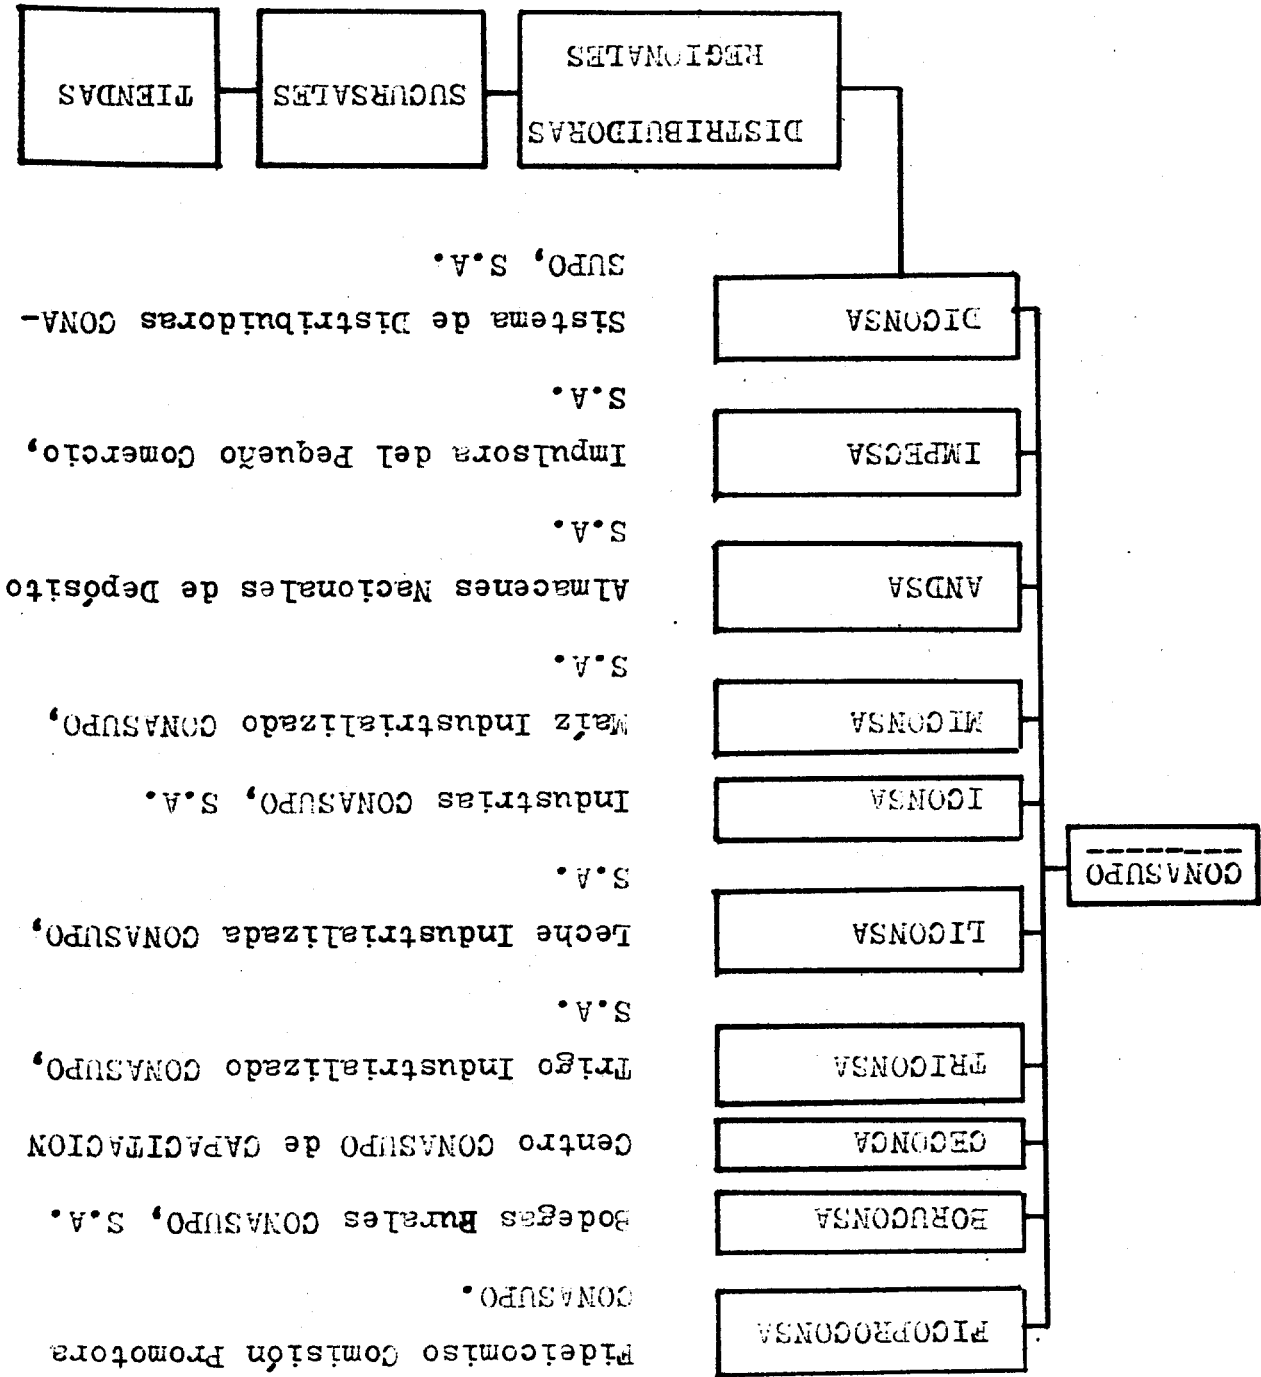 FICOPROCONSA
Fideicomiso Comisión Promotora
CONASUPO.
BORUCONSA
Bodegas Rurales CONASUPO, S.A.
CECONCA
Centro CONASUPO de CAPACITACION
TRICONSA
Trigo Industrializado CONASUPO,
S.A.
CONASUPO
LICONSA
Leche Industrializada CONASUPO,
S.A.
ICONSA
Industrias CONASUPO, S.A.
MICONSA
Maíz Industrializado CONASUPO,
S.A.
ANDSA
Almacenes Nacionales de Depósito
S.A.
IMPECSA
Impulsora del Pequeño Comercio,
S.A.
DICONSA
Sistema de Distribuidoras CONA-
SUPO, S.A.
DISTRIBUIDORAS
REGIONALES
SUCURSALES
TIENDAS